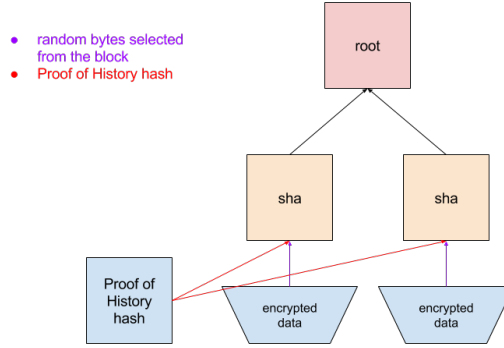 random bytes selected
from the block
Proof of History hash
root
sha
sha
Proof of
History
hash
encrypted
data
encrypted
data